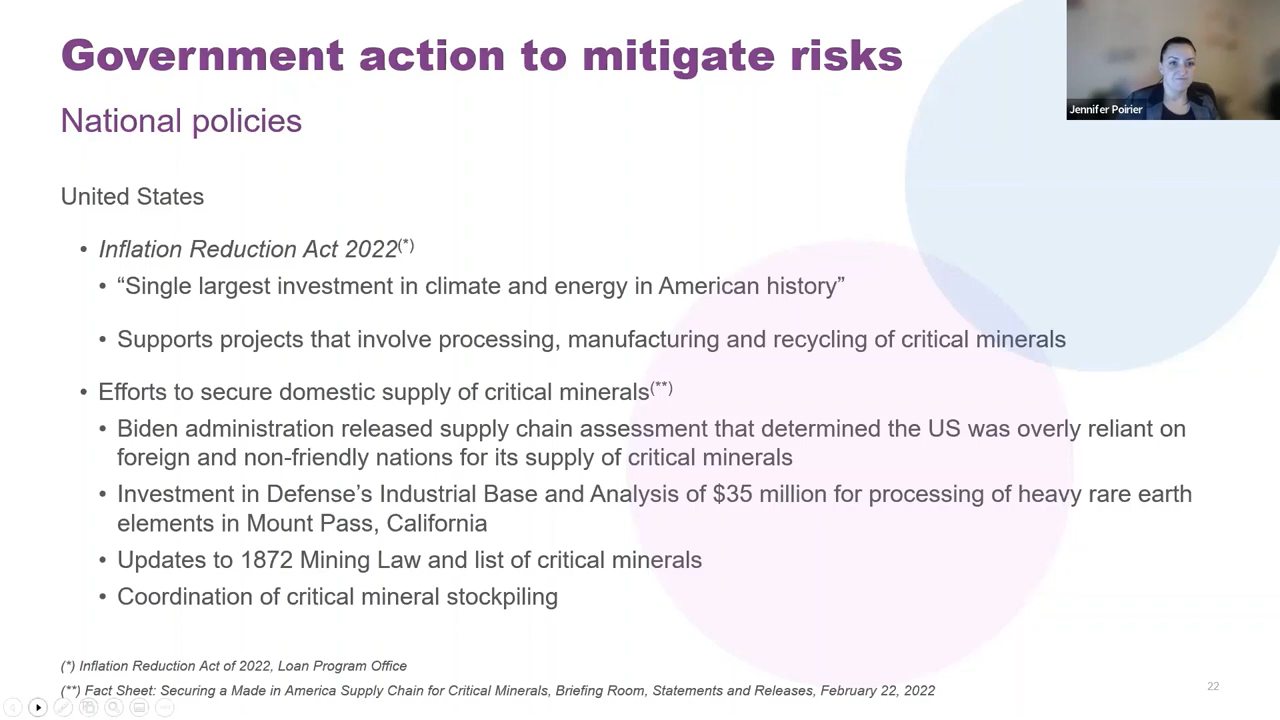 Government action to mitigate risks
Jennifer Poirier
National policies
United States
• Inflation Reduction Act 2022(*)
• “Single largest investment in climate and energy in American history”
• Supports projects that involve processing, manufacturing and recycling of critical minerals
• Efforts to secure domestic supply of critical minerals(**)
• Biden administration released supply chain assessment that determined the US was overly reliant on
foreign and non-friendly nations for its supply of critical minerals
• Investment in Defense’s Industrial Base and Analysis of $35 million for processing of heavy rare earth
elements in Mount Pass, California
• Updates to 1872 Mining Law and list of critical minerals
• Coordination of critical mineral stockpiling
(*) Inflation Reduction Act of 2022, Loan Program Office
(**) Fact Sheet: Securing a Made in America Supply Chain for Critical Minerals, Briefing Room, Statements and Releases, February 22, 2022
22